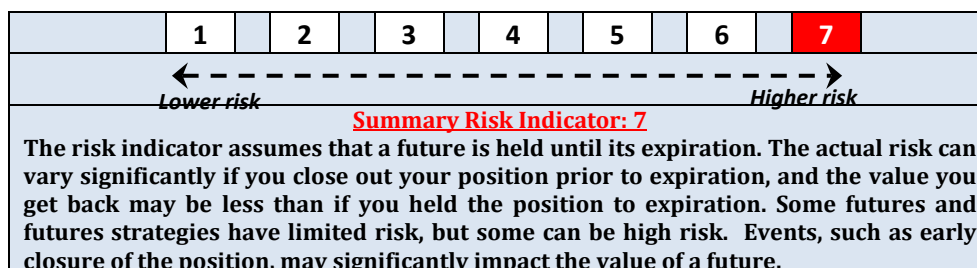 1 2 3 4 5 6 7
Lower risk Higher risk
Summary Risk Indicator: 7
The risk indicator assumes that a future is held until its expiration. The actual risk can
vary significantly if you close out your position prior to expiration, and the value you
get back may be less than if you held the position to expiration. Some futures and
futures strategies have limited risk, but some can be high risk.  Events, such as early
closure of the position, may significantly impact the value of a future.